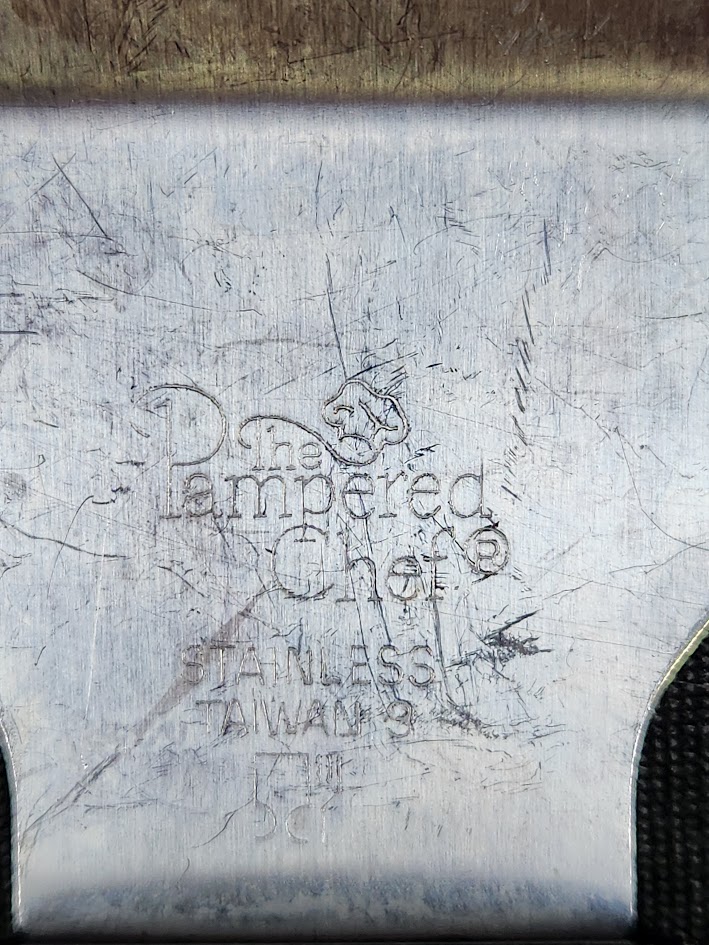 The
Pampered
Chef®
STAINLESS
TAIWAN 9